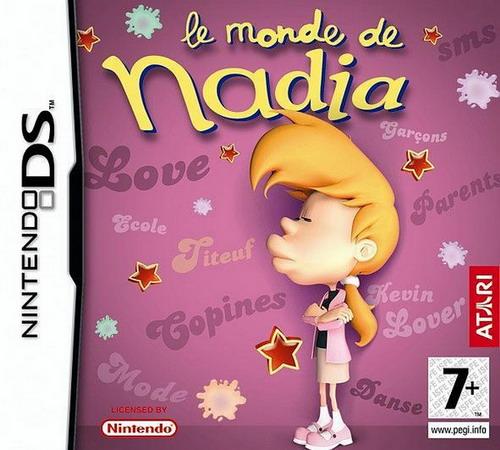 NINTENDO DS™
le monde de
nadia
sms
Garçons
Love
Parents
Ecole
Titeuf
Copines
Kevin
Lover
ATARI
Mode
Danse
LICENSED BY
Nintendo
7+
www.pegi.info